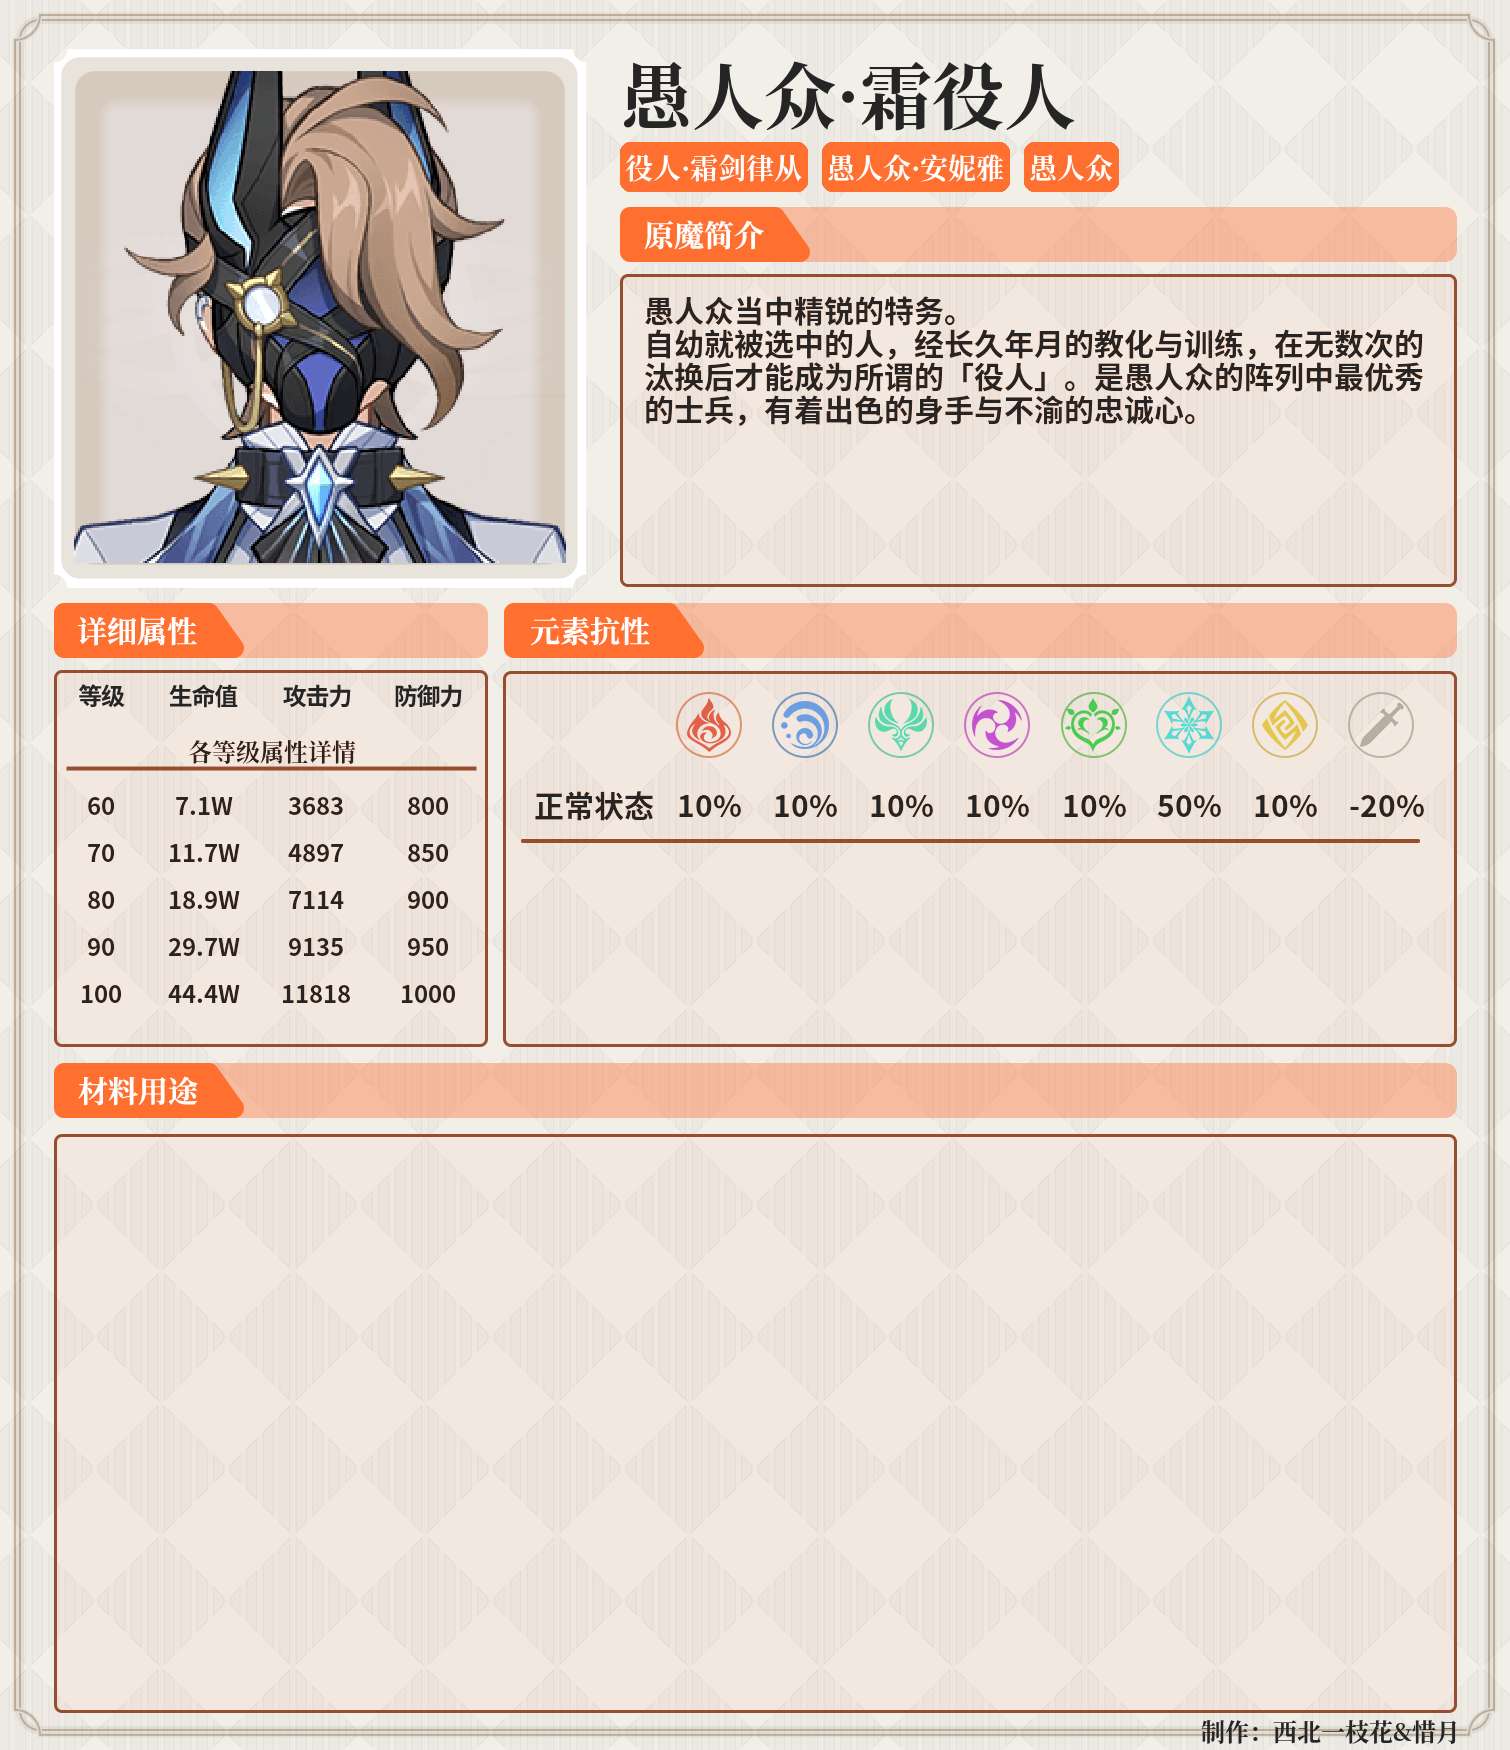 愚人众·霜役人
役人·霜剑律从 愚人众·安妮雅 愚人众
原魔简介
愚人众当中精锐的特务。
自幼就被选中的人，经长久年月的教化与训练，在无数次的
汰换后才能成为所谓的「役人」。是愚人众的阵列中最优秀
的士兵，有着出色的身手与不渝的忠诚心。
详细属性
等级 生命值 攻击力 防御力
各等级属性详情
60 7.1W 3683 800
70 11.7W 4897 850
80 18.9W 7114 900
90 29.7W 9135 950
100 44.4W 11818 1000
元素抗性
正常状态 10% 10% 10% 10% 10% 50% 10% -20%
材料用途
制作：西北一枝花&惜月